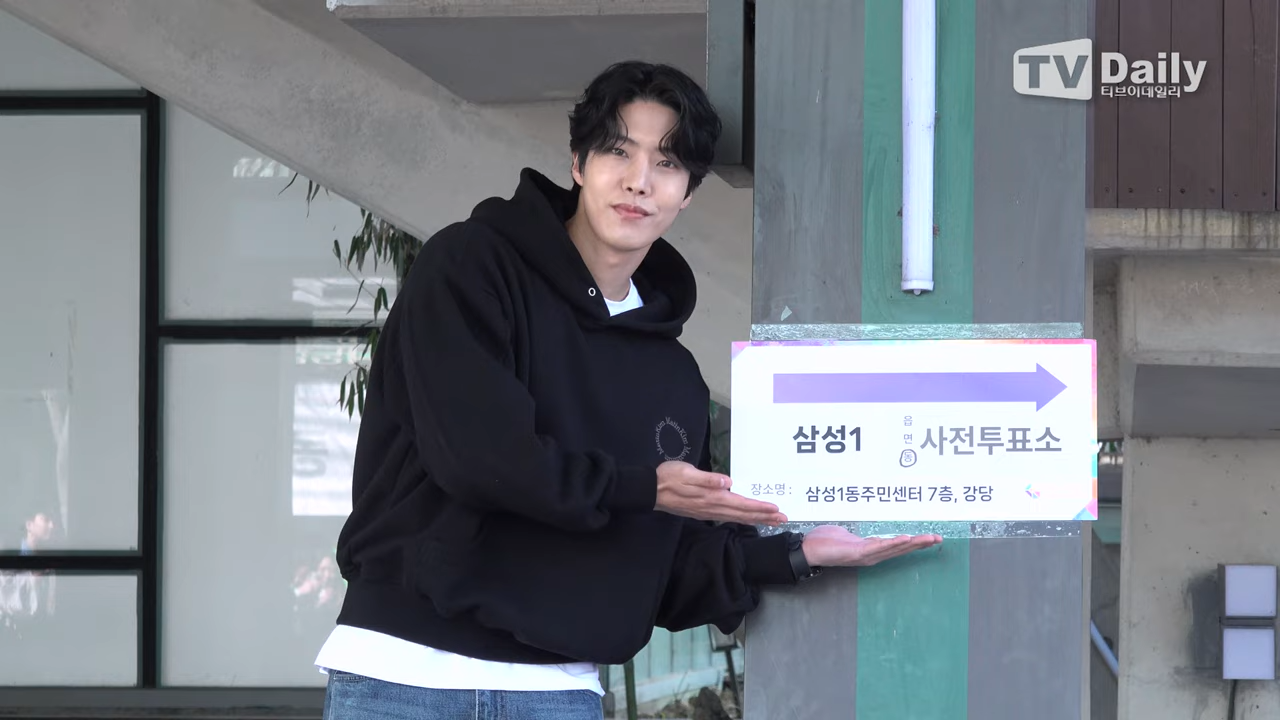 TV Daily
티브이데일리
삼성1 읍 면 동 사전투표소
장소명 : 삼성1동주민센터 7층, 강당